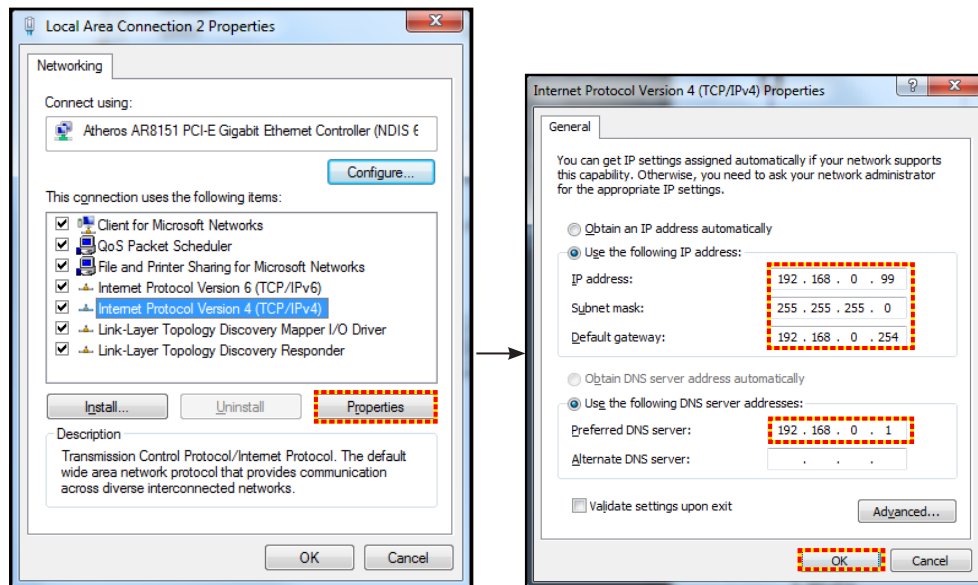 Local Area Connection 2 Properties
Networking
Connect using:
Atheros AR8151 PCI-E Gigabit Ethernet Controller (NDIS 6
Configure...
This connection uses the following items:
Client for Microsoft Networks
QoS Packet Scheduler
File and Printer Sharing for Microsoft Networks
Internet Protocol Version 6 (TCP/IPv6)
Internet Protocol Version 4 (TCP/IPv4)
Link-Layer Topology Discovery Mapper I/O Driver
Link-Layer Topology Discovery Responder
Install...
Uninstall
Properties
Description
Transmission Control Protocol/Internet Protocol. The default
wide area network protocol that provides communication
across diverse interconnected networks.
OK
Cancel
Internet Protocol Version 4 (TCP/IPv4) Properties
General
You can get IP settings assigned automatically if your network supports
this capability. Otherwise, you need to ask your network administrator
for the appropriate IP settings.
Obtain an IP address automatically
Use the following IP address:
IP address: 192 . 168 . 0 . 99
Subnet mask: 255 . 255 . 255 . 0
Default gateway: 192 . 168 . 0 . 254
Obtain DNS server address automatically
Use the following DNS server addresses:
Preferred DNS server: 192 . 168 . 0 . 1
Alternate DNS server: . . .
Validate settings upon exit
Advanced...
OK
Cancel